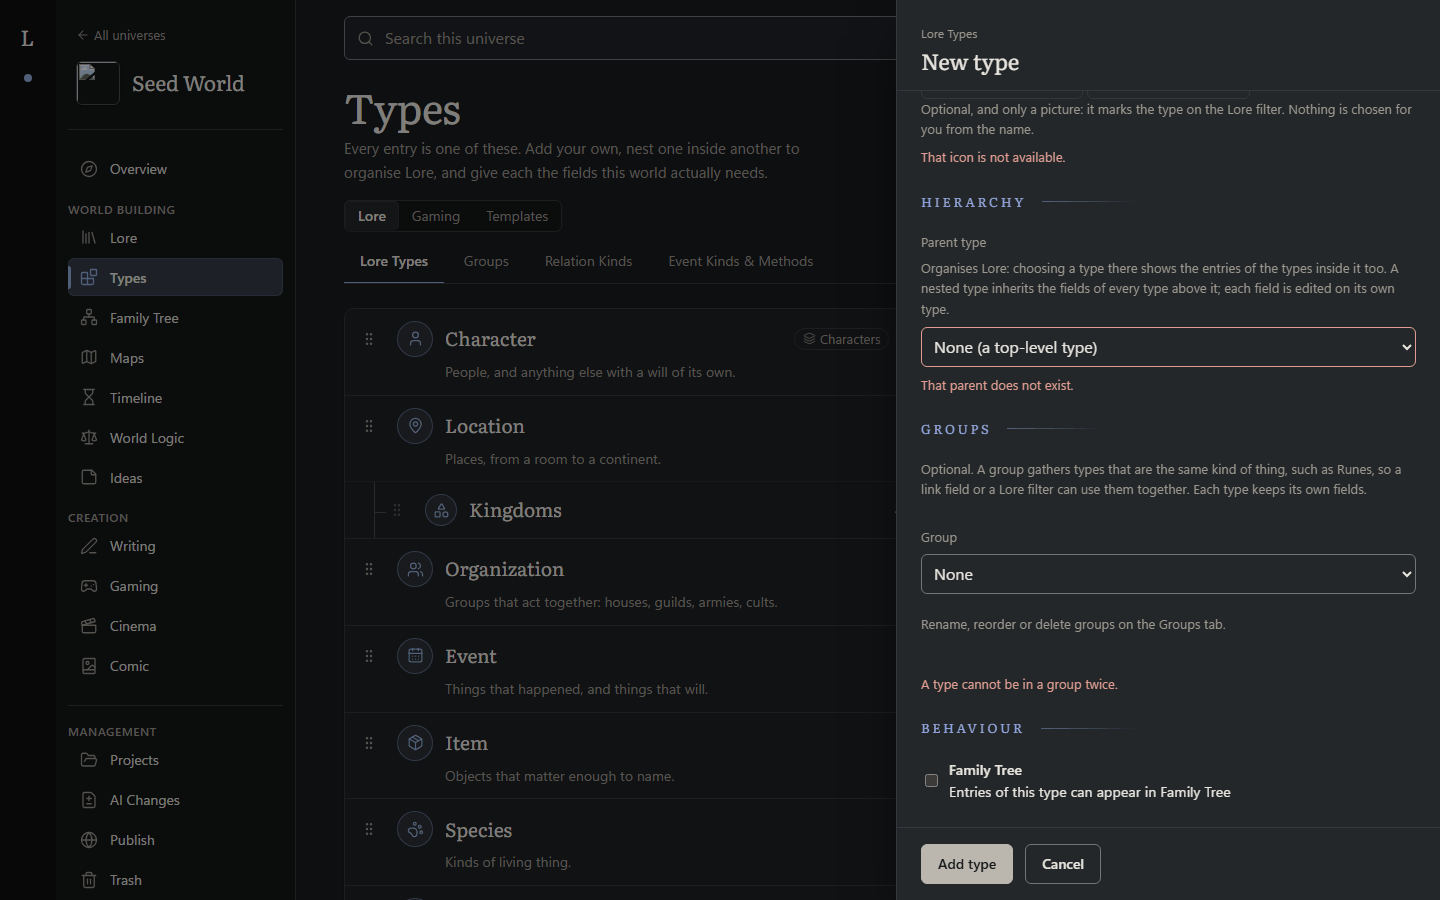 L
All universes
Seed World
Overview
WORLD BUILDING
Lore
Types
Family Tree
Maps
Timeline
World Logic
Ideas
CREATION
Writing
Gaming
Cinema
Comic
MANAGEMENT
Projects
AI Changes
Publish
Trash
Search this universe
Types
Every entry is one of these. Add your own, nest one inside another to
organise Lore, and give each the fields this world actually needs.
Lore Gaming Templates
Lore Types Groups Relation Kinds Event Kinds & Methods
Character Characters
People, and anything else with a will of its own.
Location
Places, from a room to a continent.
Kingdoms
Organization
Groups that act together: houses, guilds, armies, cults.
Event
Things that happened, and things that will.
Item
Objects that matter enough to name.
Species
Kinds of living thing.
Lore Types
New type
Optional, and only a picture: it marks the type on the Lore filter. Nothing is chosen for
you from the name.
That icon is not available.
HIERARCHY
Parent type
Organises Lore: choosing a type there shows the entries of the types inside it too. A
nested type inherits the fields of every type above it; each field is edited on its own
type.
None (a top-level type)
That parent does not exist.
GROUPS
Optional. A group gathers types that are the same kind of thing, such as Runes, so a
link field or a Lore filter can use them together. Each type keeps its own fields.
Group
None
Rename, reorder or delete groups on the Groups tab.
A type cannot be in a group twice.
BEHAVIOUR
Family Tree
Entries of this type can appear in Family Tree
Add type Cancel